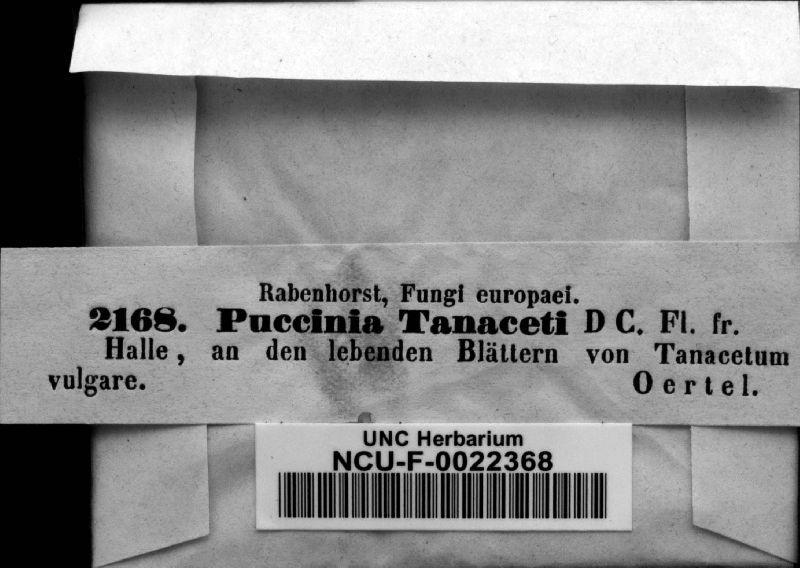 Rabenhorst, Fungi europaei.
2168. Puccinia Tanaceti D C. Fl. fr.
Halle, an den lebenden Blättern von Tanacetum
vulgare. Oertel.
UNC Herbarium
NCU-F-0022368